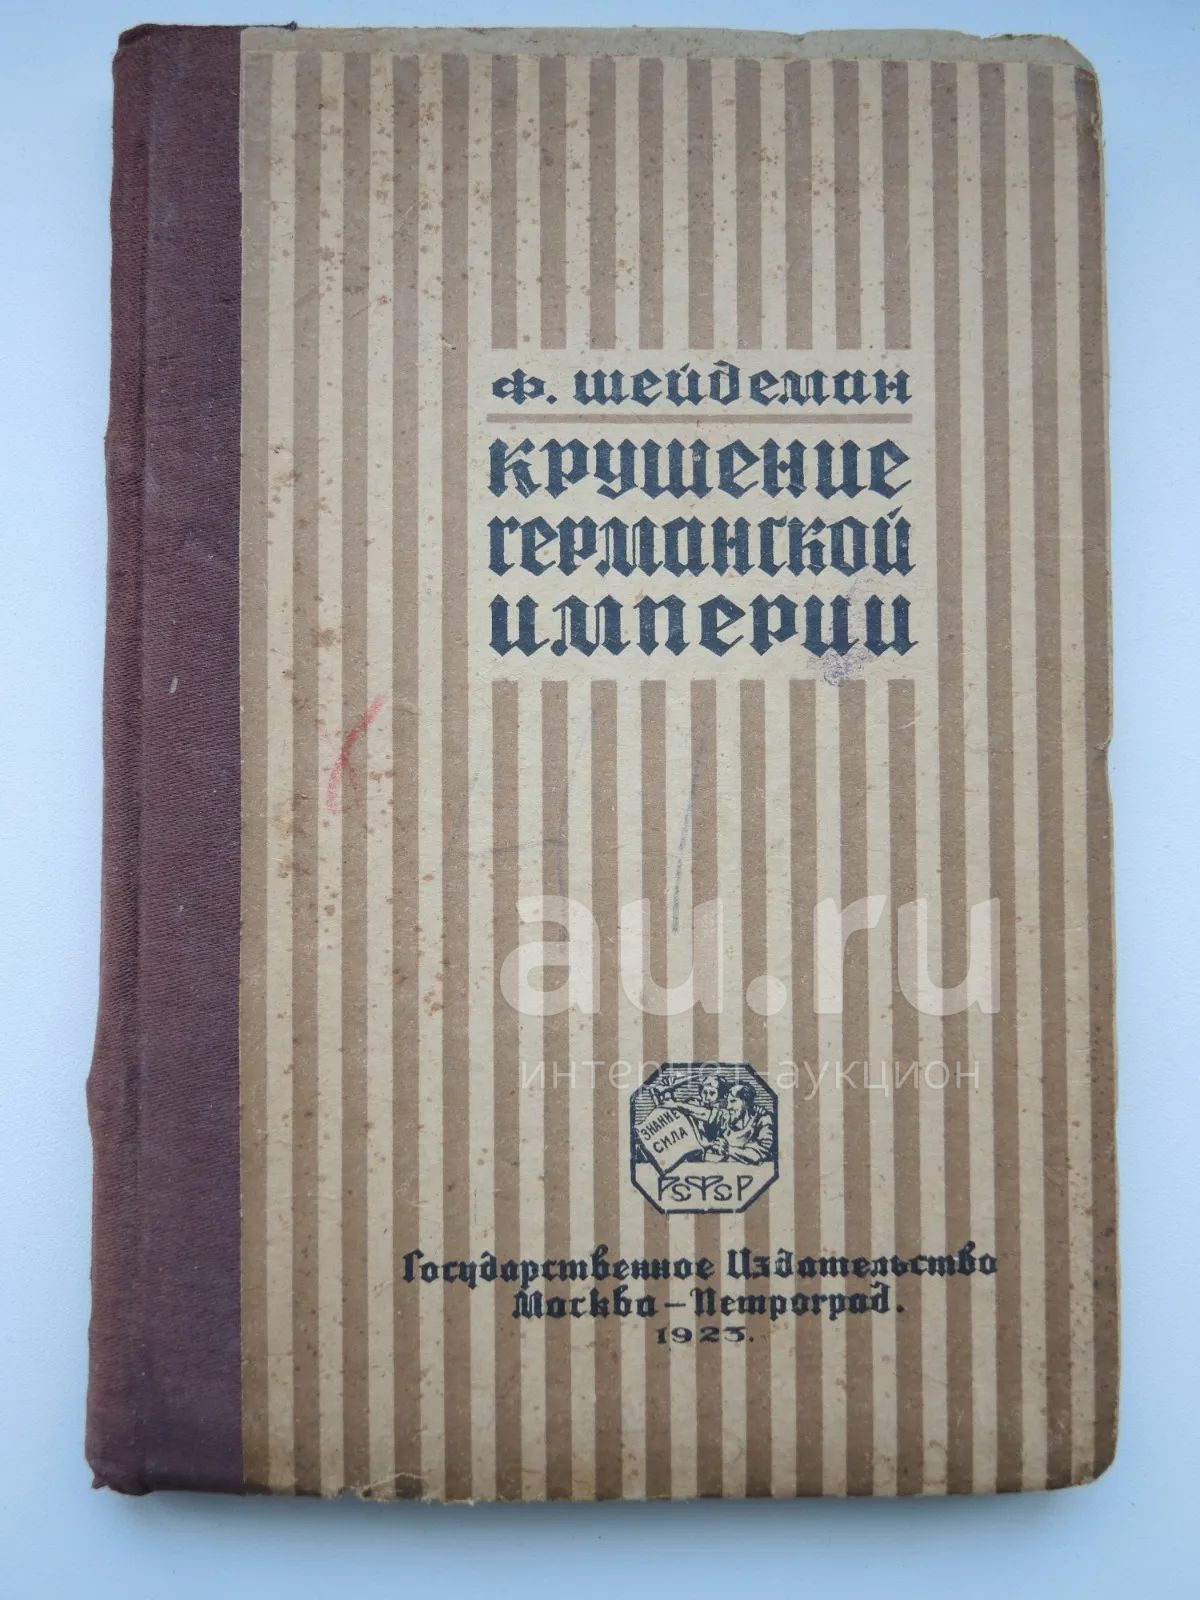 Ф. Шейдеман
Крушение
германской
империи
au.ru
интернет-аукцион
ЗНАНИЕ
СИЛА
РСФСР
Государственное Издательство
Москва – Петроград.
1923.